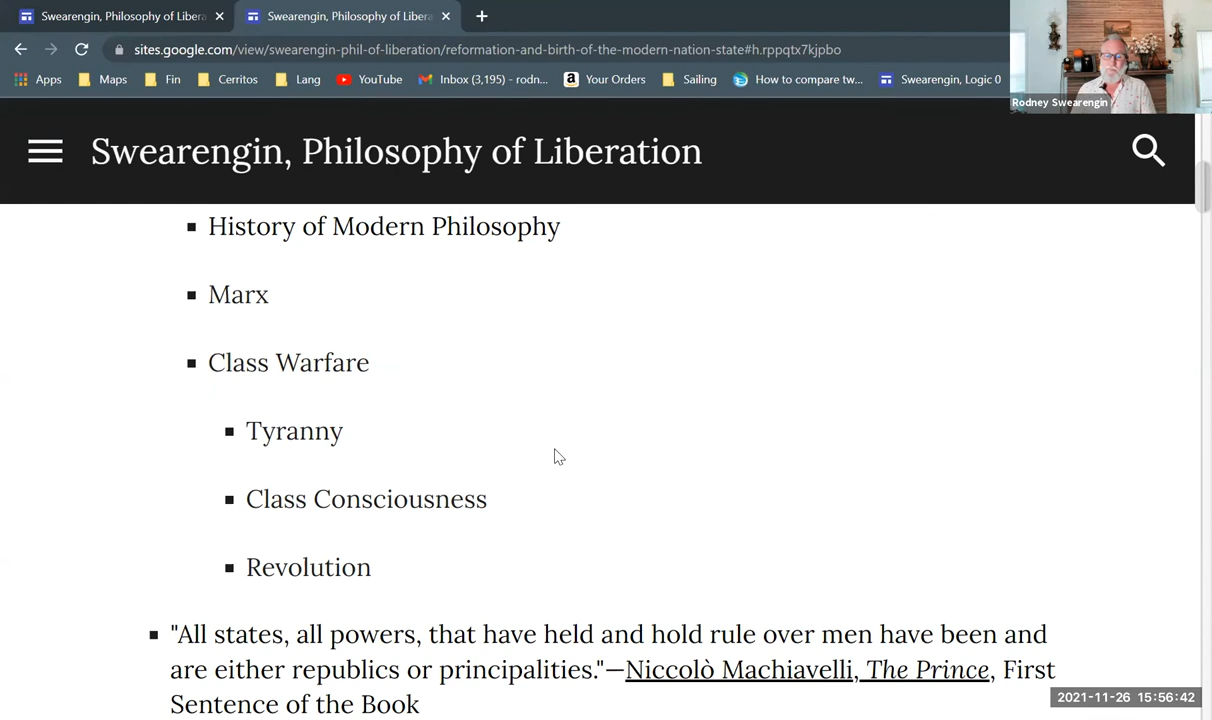 Swearengin, Philosophy of Libera
Swearengin, Philosophy of Libera
sites.google.com/view/swearengin-phil-of-liberation/reformation-and-birth-of-the-modern-nation-state#h.rppqtx7kjpbo
Apps Maps Fin Cerritos Lang YouTube Inbox (3,195) - rodn... Your Orders Sailing How to compare tw... Swearengin, Logic 0
Rodney Swearengin
Swearengin, Philosophy of Liberation
History of Modern Philosophy
Marx
Class Warfare
Tyranny
Class Consciousness
Revolution
"All states, all powers, that have held and hold rule over men have been and
are either republics or principalities."—Niccolò Machiavelli, The Prince, First
Sentence of the Book
2021-11-26 15:56:42